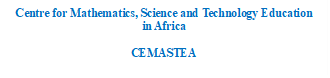 Centre for Mathematics, Science and Technology Education
in Africa
CEMASTEA